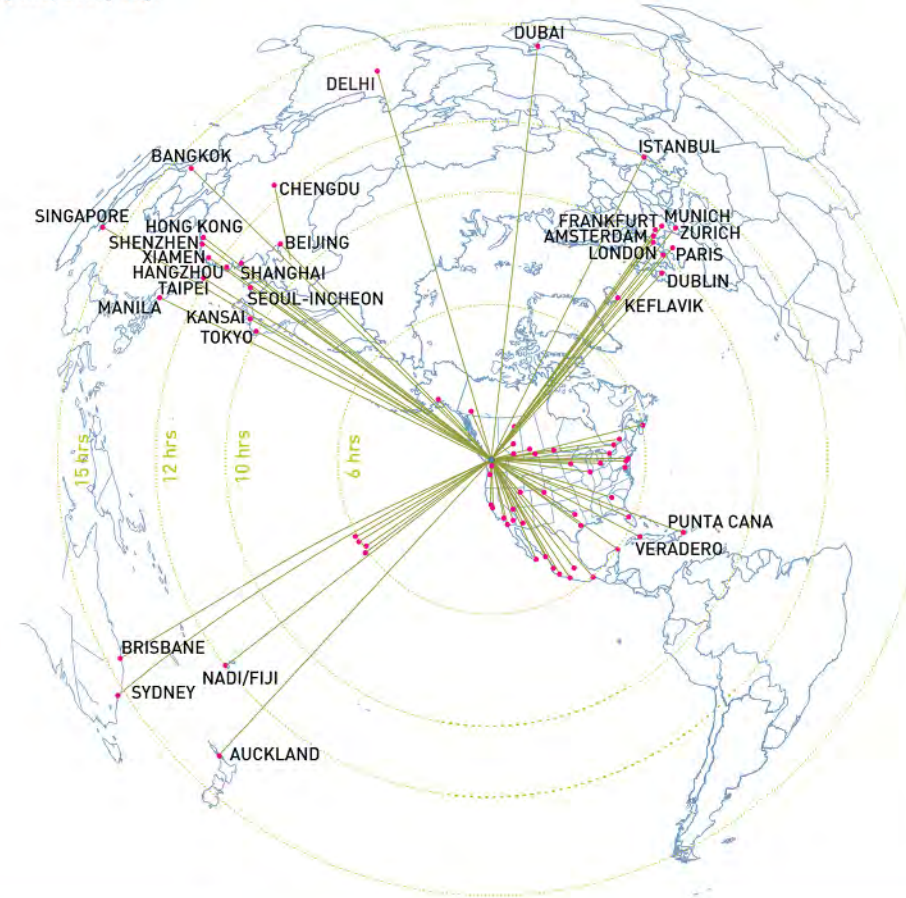 DUBAI
DELHI
ISTANBUL
BANGKOK
CHENGDU
SINGAPORE
HONG KONG
SHENZHEN
XIAMEN
HANGZHOU
TAIPEI
MANILA
BEIJING
SHANGHAI
SEOUL-INCHEON
KANSAI
TOKYO
FRANKFURT
MUNICH
AMSTERDAM
ZURICH
LONDON
PARIS
DUBLIN
KEFLAVIK
15 hrs
12 hrs
10 hrs
6 hrs
PUNTA CANA
VERADERO
BRISBANE
NADI/FIJI
SYDNEY
AUCKLAND